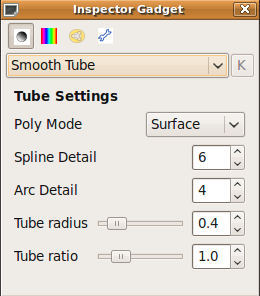 Inspector Gadget
Smooth Tube
K
Tube Settings
Poly Mode Surface
Spline Detail 6
Arc Detail 4
Tube radius 0.4
Tube ratio 1.0